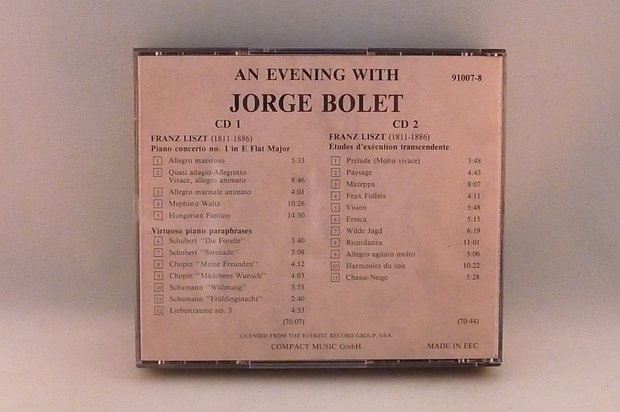 AN EVENING WITH
91007-8
JORGE BOLET
CD 1
FRANZ LISZT (1811-1886)
Piano concerto no. 1 in E Flat Major
1 Allegro maestoso 5:33
2 Quasi adagio-Allegrotto
Vivace, allegro animato 8:46
3 Allegro marziale animato 4:01
4 Mephisto Waltz 10:26
5 Hungarian Fantasy 14:30
Virtuoso piano paraphrases
6 Schubert "Die Forelle" 3:40
7 Schubert "Serenade" 3:08
8 Chopin "Meine Freunden" 4:12
9 Chopin "Mädchens Wunsch" 4:03
10 Schumann "Widmung" 3:55
11 Schumann "Frühlinginacht" 2:40
12 Liebestraume no. 3 4:33
(70:07)
CD 2
FRANZ LISZT (1811-1886)
Etudes d'exécution transcendente
1 Prelude (Molto vivace) 3:48
2 Paysage 4:43
3 Mazeppa 8:07
4 Feux Follets 4:11
5 Vision 5:48
6 Eroica 5:15
7 Wilde Jagd 6:19
8 Ricordanza 11:01
9 Allegro agitato molto 5:06
10 Harmonies du soir 10:22
11 Chasse-Neige 5:28
(70:44)
LICENSED FROM THE EVEREST RECORD GROUP, USA.
COMPACT MUSIC GmbH
MADE IN EEC